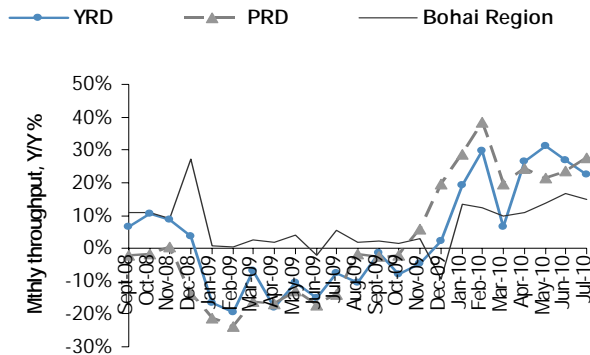 YRD PRD Bohai Region
Mthly throughput, Y/Y%
50%
40%
30%
20%
10%
0%
-10%
-20%
-30%
Sept-08
Oct-08
Nov-08
Dec-08
Jan-09
Feb-09
Mar-09
Apr-09
May-09
Jun-09
Jul-09
Aug-09
Sept-09
Oct-09
Nov-09
Dec-09
Jan-10
Feb-10
Mar-10
Apr-10
May-10
Jun-10
Jul-10